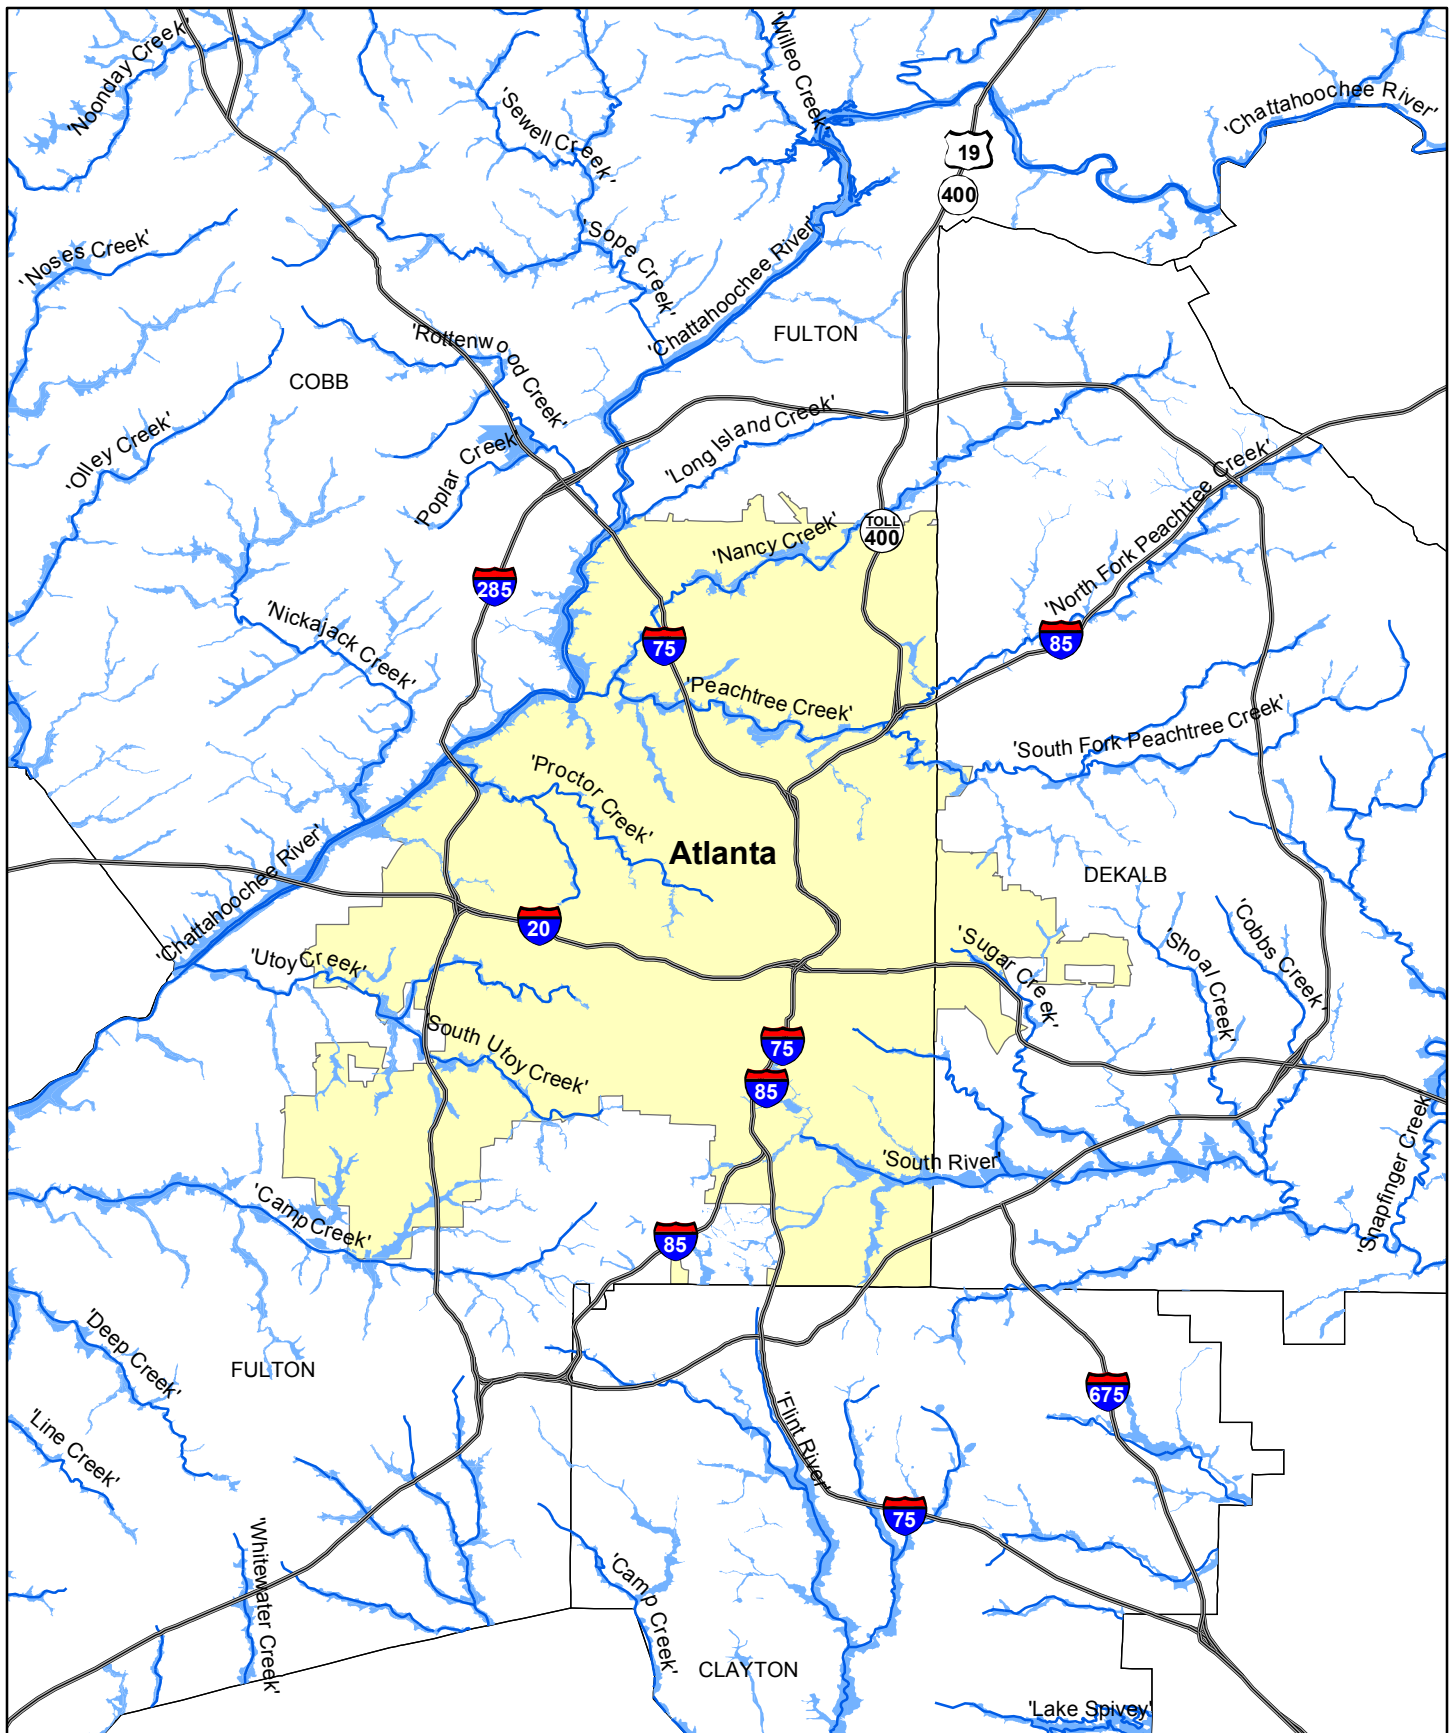 'Noonday Creek'
'Willeo Creek'
'Sewell Creek'
'Chattahoochee River'
19
400
'Noses Creek'
'Sope Creek'
'Chattahoochee River'
FULTON
'Rottenwood Creek'
COBB
'Long Island Creek'
'Olley Creek'
'Poplar Creek'
'North Fork Peachtree Creek'
TOLL
400
'Nancy Creek'
285
'Nickajack Creek'
75
85
'Peachtree Creek'
'South Fork Peachtree Creek'
'Proctor Creek'
Atlanta
'Chattahoochee River'
DEKALB
20
'Utoy Creek'
'Sugar Creek'
'Shoal Creek'
'Cobbs Creek'
'South Utoy Creek'
75
85
'South River'
'Snapfinger Creek'
'Camp Creek'
85
'Deep Creek'
FULTON
675
'Line Creek'
'Flint River'
75
'Whitewater Creek'
'Camp Creek'
CLAYTON
'Lake Spivey'